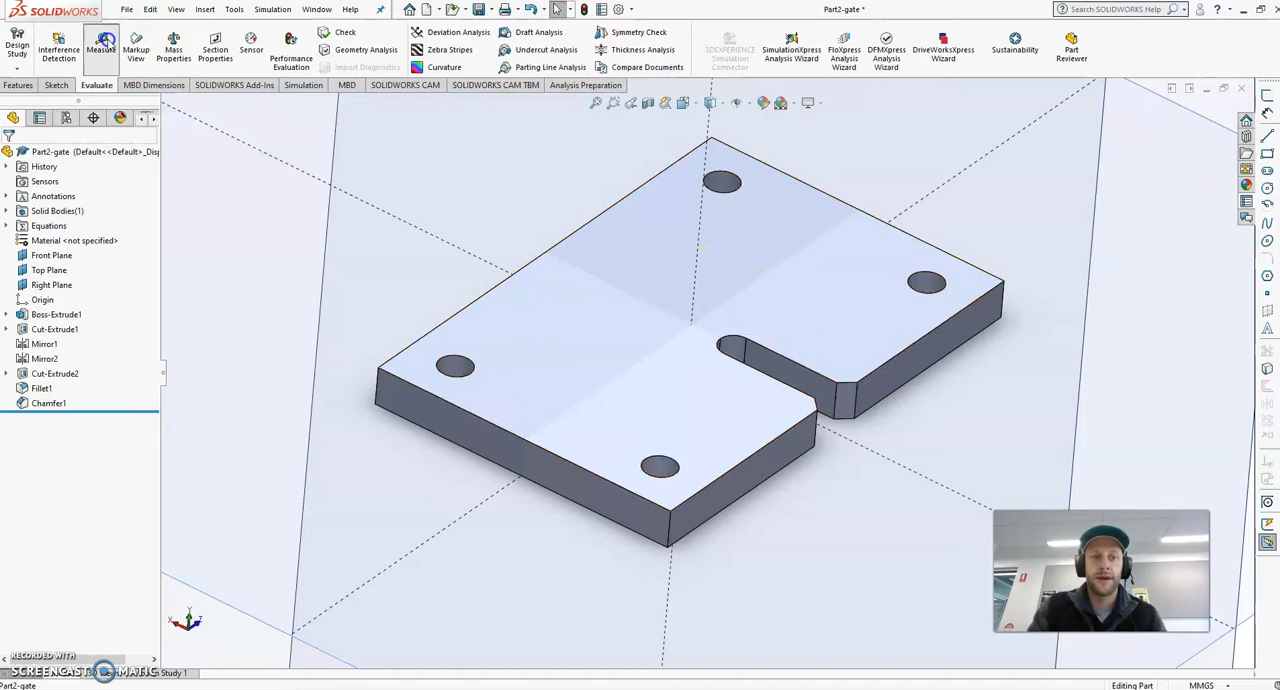 SOLIDWORKS File Edit View Insert Tools Simulation Window Help Part2-gate * Search SOLIDWORKS Help
Design Study
Interference Detection
Measure
Markup View
Mass Properties
Section Properties
Sensor
Performance Evaluation
Check
Geometry Analysis
Import Diagnostics
Deviation Analysis
Zebra Stripes
Curvature
Draft Analysis
Undercut Analysis
Parting Line Analysis
Symmetry Check
Thickness Analysis
Compare Documents
3DEXPERIENCE Simulation Connector
SimulationXpress Analysis Wizard
FloXpress Analysis Wizard
DFMXpress Analysis Wizard
DriveWorksXpress Wizard
Sustainability
Part Reviewer
Features Sketch Evaluate MBD Dimensions SOLIDWORKS Add-Ins Simulation MBD SOLIDWORKS CAM SOLIDWORKS CAM TBM Analysis Preparation
Part2-gate (Default<<Default>_Disp
History
Sensors
Annotations
Solid Bodies(1)
Equations
Material <not specified>
Front Plane
Top Plane
Right Plane
Origin
Boss-Extrude1
Cut-Extrude1
Mirror1
Mirror2
Cut-Extrude2
Fillet1
Chamfer1
Y
X
Z
RECORDED WITH
SCREENCAST-O-MATIC
Study 1
Part2-gate Editing Part MMGS